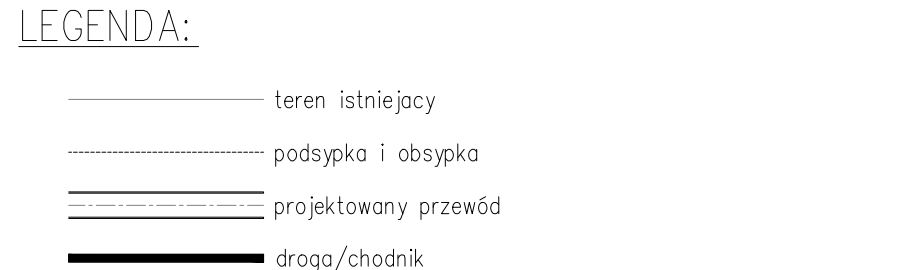 LEGENDA:
teren istniejacy
podsypka i obsypka
projektowany przewód
droga/chodnik